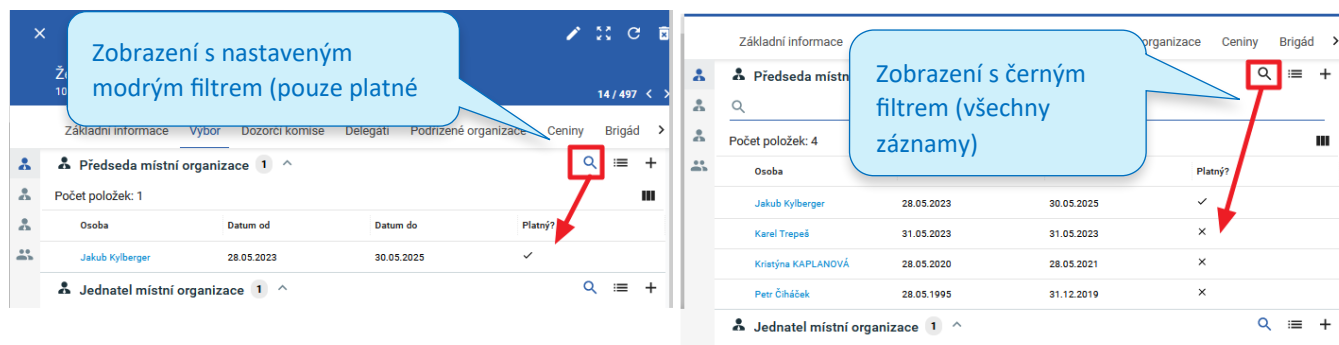 Zobrazení s nastaveným
modrým filtrem (pouze platné
14 / 497
Základní informace Výbor Dozorčí komise Delegáti Podřízené organizace Ceniny Brigád
Předseda místní organizace 1
Počet položek: 1
Osoba Datum od Datum do Platný?
Jakub Kylberger 28.05.2023 30.05.2025
Jednatel místní organizace 1
Zobrazení s černým
filtrem (všechny
záznamy)
Základní informace organizace Ceniny Brigád
Předseda místn
Počet položek: 4
Osoba Platný?
Jakub Kylberger 28.05.2023 30.05.2025
Karel Trepeš 31.05.2023 31.05.2023
Kristýna KAPLANOVÁ 28.05.2020 28.05.2021
Petr Čiháček 28.05.1995 31.12.2019
Jednatel místní organizace 1